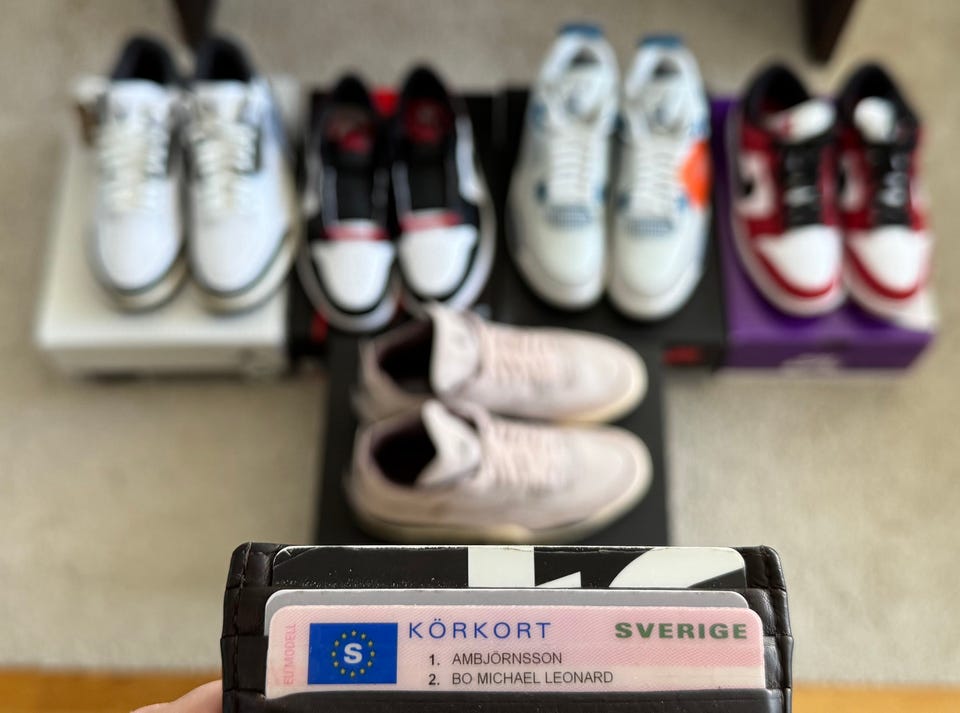 EU MODELL
S
KÖRKORT
SVERIGE
1. AMBJÖRNSSON
2. BO MICHAEL LEONARD